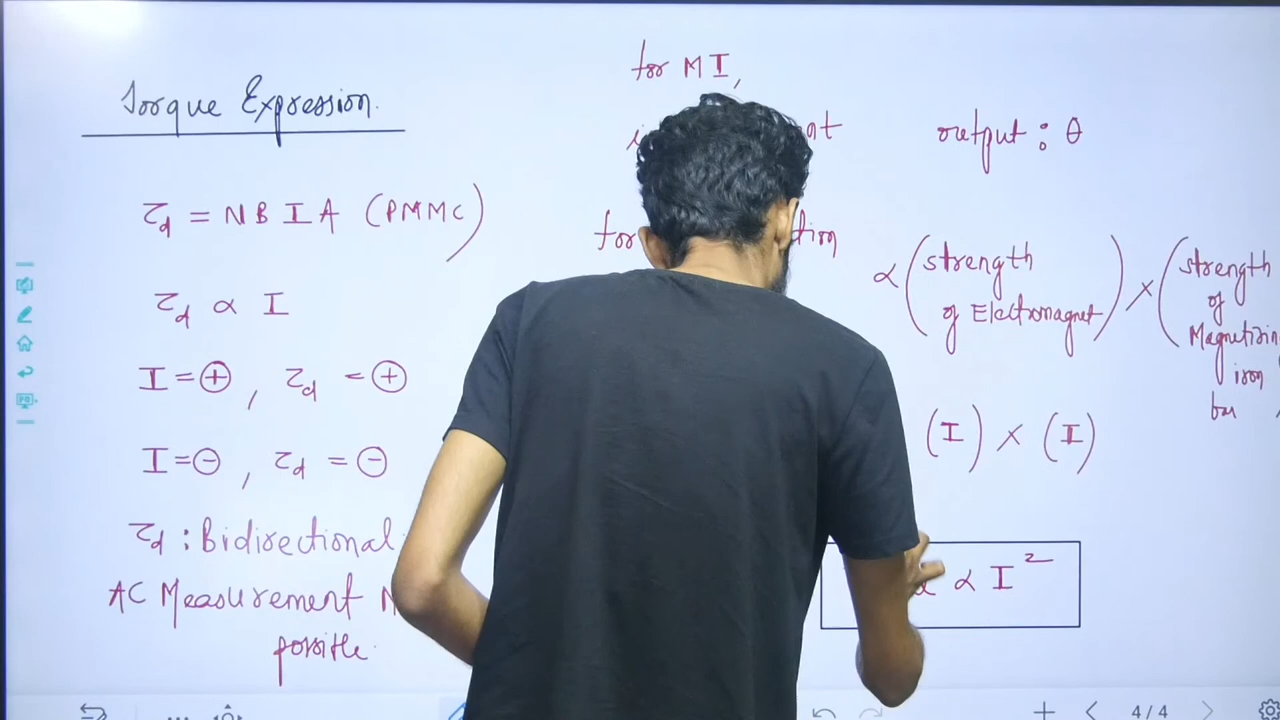 Torque Expression.
τd = NBIA (PMMC)
τd ∝ I
I=⊕, τd = ⊕
I=⊖, τd = ⊖
τd : Bidirectional
AC Measurement
possible.
for MI,
output : θ
for
∝ (strength of Electromagnet) × (strength of Magnetizing iron bar
(I) × (I)
∝ I²
4/4